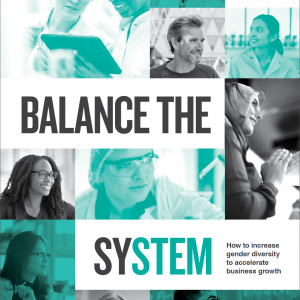 BALANCE THE
SYSTEM
How to increase
gender diversity
to accelerate
business growth